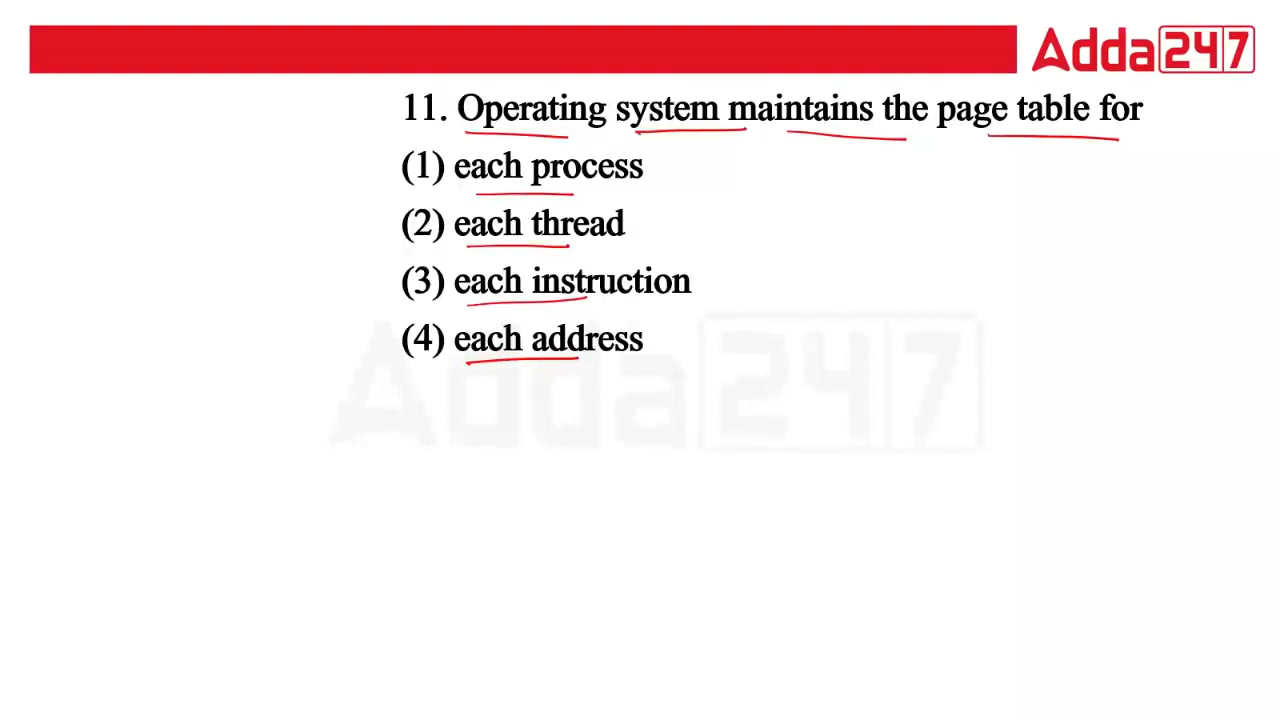 Adda247
11. Operating system maintains the page table for
(1) each process
(2) each thread
(3) each instruction
(4) each address
Adda247